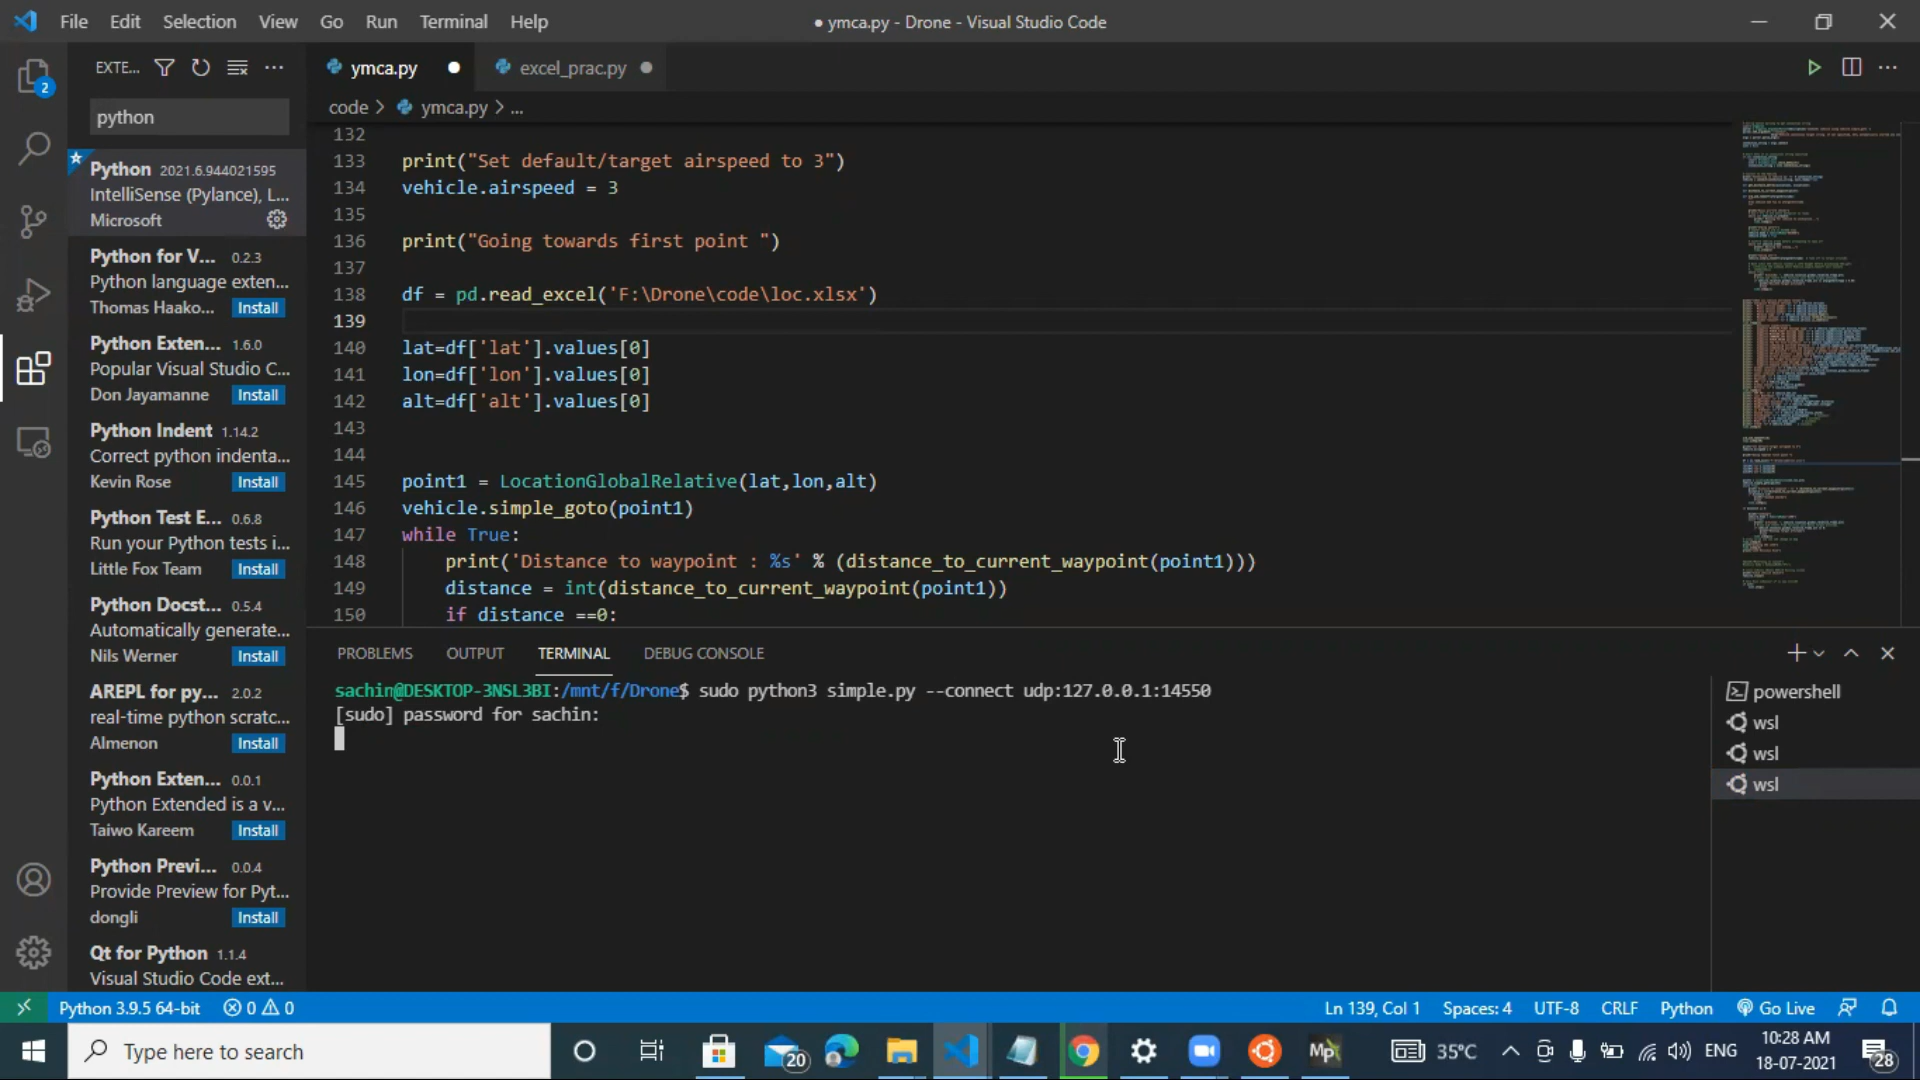 File Edit Selection View Go Run Terminal Help
● ymca.py - Drone - Visual Studio Code
EXTE...
ymca.py
excel_prac.py
2
python
code > ymca.py > ...
Python 2021.6.944021595
IntelliSense (Pylance), L...
Microsoft
Python for V... 0.2.3
Python language exten...
Thomas Haako... Install
Python Exten... 1.6.0
Popular Visual Studio C...
Don Jayamanne Install
Python Indent 1.14.2
Correct python indenta...
Kevin Rose Install
Python Test E... 0.6.8
Run your Python tests i...
Little Fox Team Install
Python Docst... 0.5.4
Automatically generate...
Nils Werner Install
AREPL for py... 2.0.2
real-time python scratc...
Almenon Install
Python Exten... 0.0.1
Python Extended is a v...
Taiwo Kareem Install
Python Previ... 0.0.4
Provide Preview for Pyt...
dongli Install
Qt for Python 1.1.4
Visual Studio Code ext...
132
133 print("Set default/target airspeed to 3")
134 vehicle.airspeed = 3
135
136 print("Going towards first point ")
137
138 df = pd.read_excel('F:\Drone\code\loc.xlsx')
139
140 lat=df['lat'].values[0]
141 lon=df['lon'].values[0]
142 alt=df['alt'].values[0]
143
144
145 point1 = LocationGlobalRelative(lat,lon,alt)
146 vehicle.simple_goto(point1)
147 while True:
148     print('Distance to waypoint : %s' % (distance_to_current_waypoint(point1)))
149     distance = int(distance_to_current_waypoint(point1))
150     if distance ==0:
PROBLEMS OUTPUT TERMINAL DEBUG CONSOLE
sachin@DESKTOP-3NSL3BI:/mnt/f/Drone$ sudo python3 simple.py --connect udp:127.0.0.1:14550
[sudo] password for sachin:
powershell
wsl
wsl
wsl
Python 3.9.5 64-bit 0 0
Ln 139, Col 1 Spaces: 4 UTF-8 CRLF Python Go Live
Type here to search
20
Mp
35°C
ENG
10:28 AM
18-07-2021
28